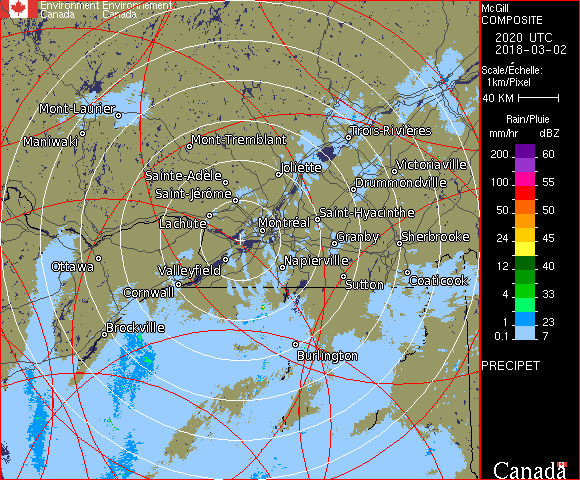 Environment Environnement
Canada Canada
McGill
COMPOSITE
2020 UTC
2018-03-02
Scale/Échelle:
1km/Pixel
40 KM
Rain/Pluie
mm/hr dBZ
200 60
150 57
100 55
50 50
24 45
12 40
4 33
1 23
0.1 7
PRECIPET
Canada
Mont-Laurier
Maniwaki
Mont-Tremblant
Trois-Rivières
Joliette
Victoriaville
Sainte-Adèle
Drummondville
Saint-Jérôme
Lachute
Saint-Hyacinthe
Montréal
Granby
Sherbrooke
Ottawa
Valleyfield
Napierville
Cornwall
Sutton
Coaticook
Brockville
Burlington